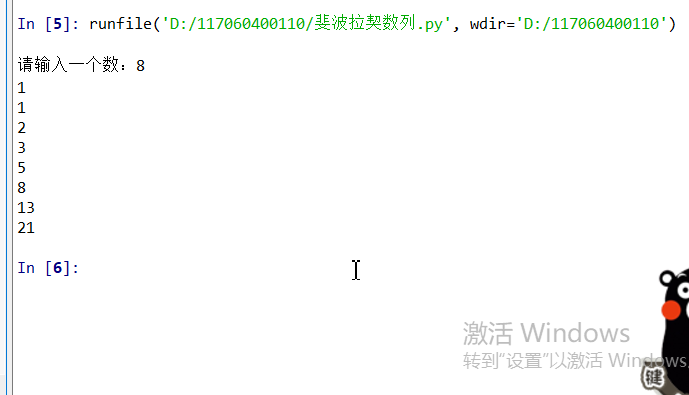 In [5]: runfile('D:/117060400110/斐波拉契数列.py', wdir='D:/117060400110')
请输入一个数：8
1
1
2
3
5
8
13
21
In [6]:
激活 Windows
转到“设置”以激活 Windows。
键